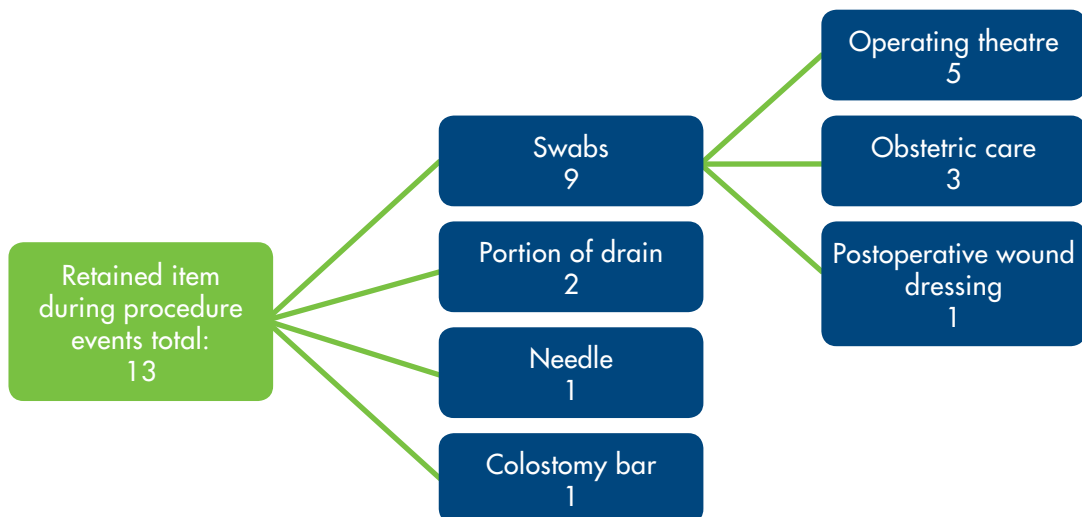 Retained item
during procedure
events total:
13
Swabs
9
Portion of drain
2
Needle
1
Colostomy bar
1
Operating theatre
5
Obstetric care
3
Postoperative wound
dressing
1